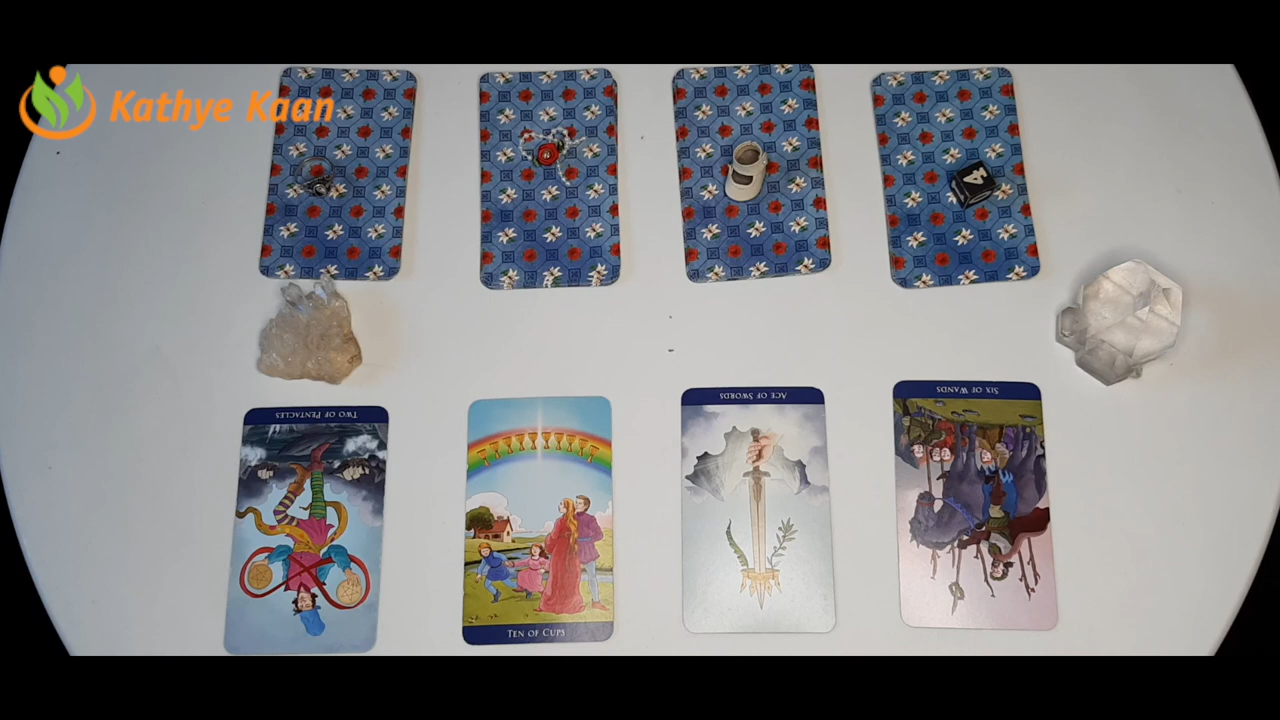 Kathye Kaan
4
TWO OF PENTACLES
TEN OF CUPS
ACE OF SWORDS
SIX OF WANDS